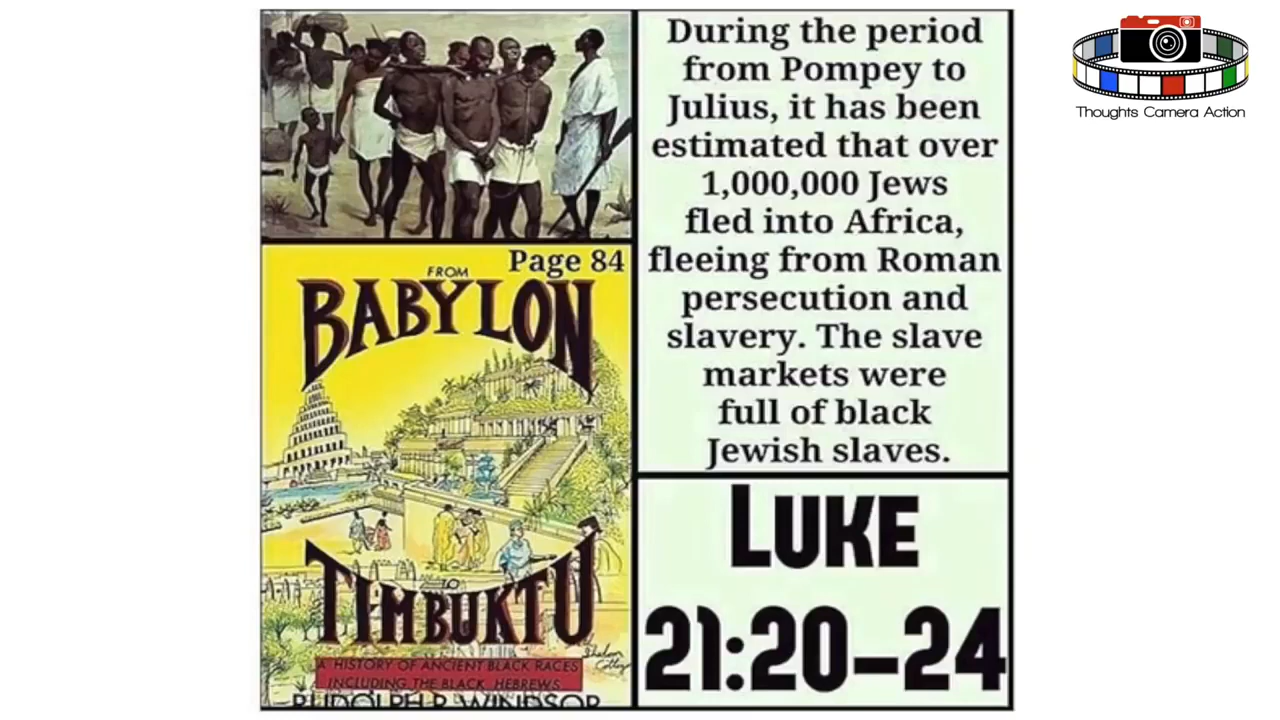 During the period
from Pompey to
Julius, it has been
estimated that over
1,000,000 Jews
fled into Africa,
fleeing from Roman
persecution and
slavery. The slave
markets were
full of black
Jewish slaves.
Page 84
FROM
BABYLON
TO
TIMBUKTU
A HISTORY OF ANCIENT BLACK RACES
INCLUDING THE BLACK HEBREWS
RUDOLPH R. WINDSOR
LUKE
21:20-24
Thoughts Camera Action